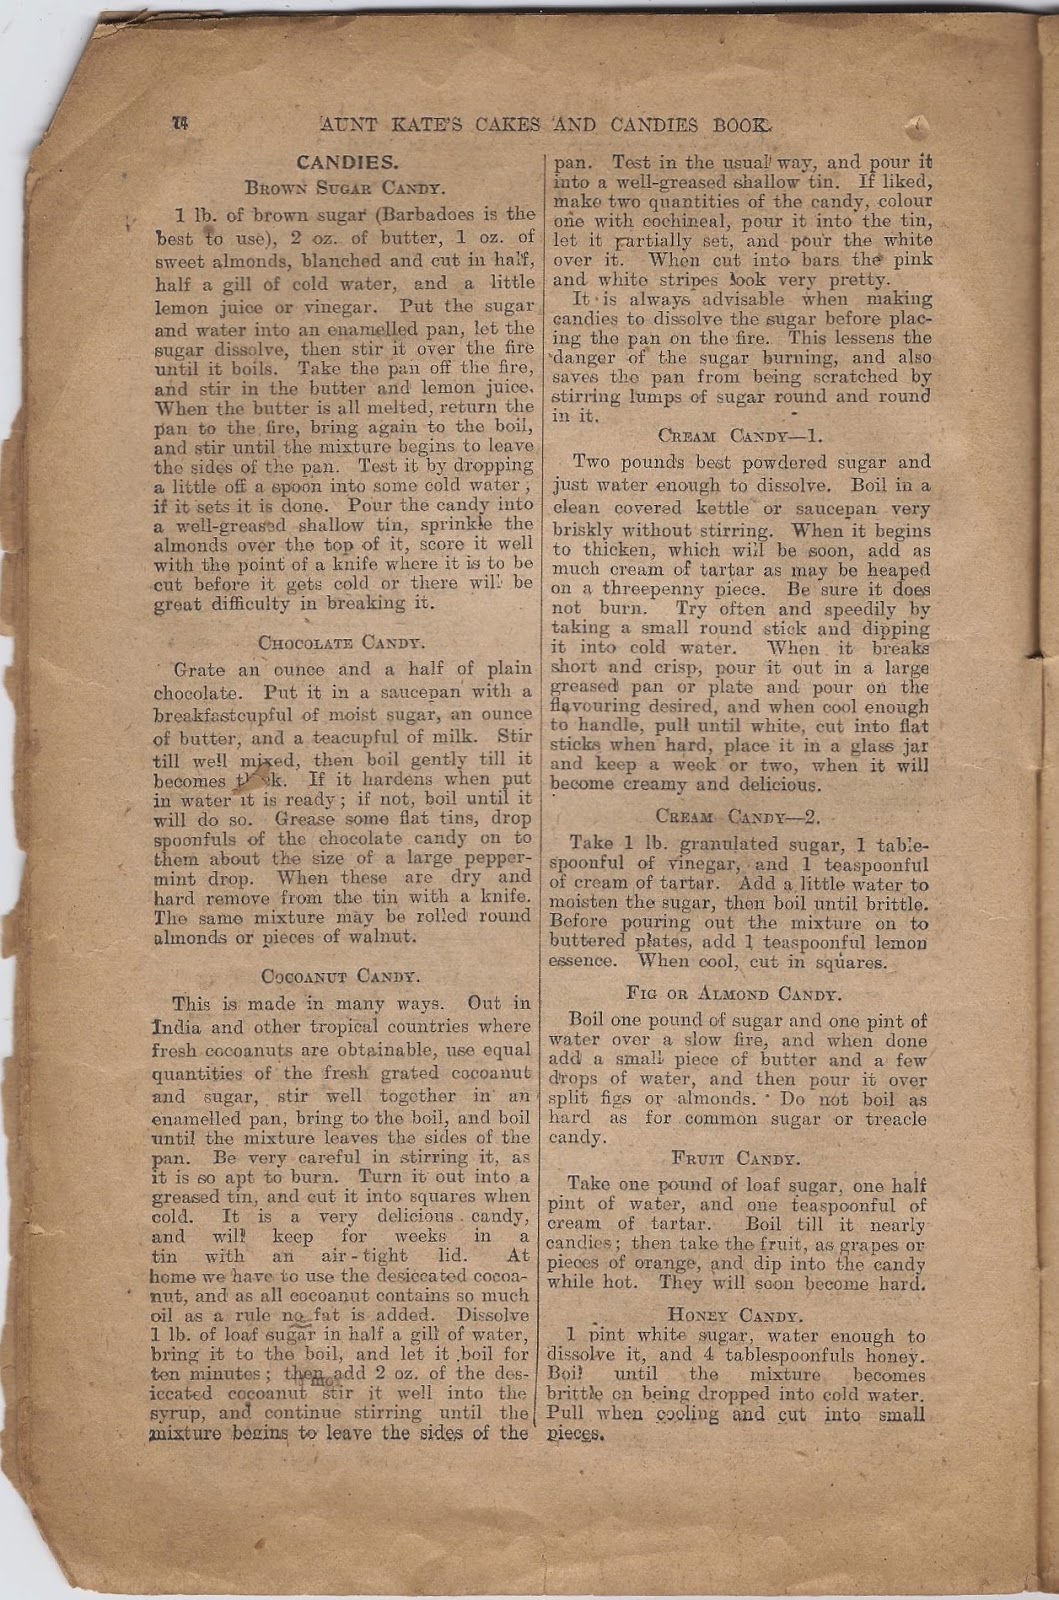 74
AUNT KATE'S CAKES AND CANDIES BOOK.
CANDIES.
BROWN SUGAR CANDY.
1 lb. of brown sugar (Barbadoes is the
best to use), 2 oz. of butter, 1 oz. of
sweet almonds, blanched and cut in half,
half a gill of cold water, and a little
lemon juice or vinegar. Put the sugar
and water into an enamelled pan, let the
sugar dissolve, then stir it over the fire
until it boils. Take the pan off the fire,
and stir in the butter and lemon juice.
When the butter is all melted, return the
pan to the fire, bring again to the boil,
and stir until the mixture begins to leave
the sides of the pan. Test it by dropping
a little off a spoon into some cold water;
if it sets it is done. Pour the candy into
a well-greased shallow tin, sprinkle the
almonds over the top of it, score it well
with the point of a knife where it is to be
cut before it gets cold or there will be
great difficulty in breaking it.
CHOCOLATE CANDY.
Grate an ounce and a half of plain
chocolate. Put it in a saucepan with a
breakfastcupful of moist sugar, an ounce
of butter, and a teacupful of milk. Stir
till well mixed, then boil gently till it
becomes If it hardens when put
in water it is ready; if not, boil until it
will do so. Grease some flat tins, drop
spoonfuls of the chocolate candy on to
them about the size of a large pepper-
mint drop. When these are dry and
hard remove from the tin with a knife.
The same mixture may be rolled round
almonds or pieces of walnut.
COCOANUT CANDY.
This is made in many ways. Out in
India and other tropical countries where
fresh cocoanuts are obtainable, use equal
quantities of the fresh grated cocoanut
and sugar, stir well together in an
enamelled pan, bring to the boil, and boil
until the mixture leaves the sides of the
pan. Be very careful in stirring it, as
it is so apt to burn. Turn it out into a
greased tin, and cut it into squares when
cold. It is a very delicious candy,
and will keep for weeks in a
tin with an air-tight lid. At
home we have to use the desiccated cocoa-
nut, and as all cocoanut contains so much
oil as a rule no fat is added. Dissolve
1 lb. of loaf sugar in half a gill of water,
bring it to the boil, and let it boil for
ten minutes; then add 2 oz. of the des-
iccated cocoanut stir it well into the
syrup, and continue stirring until the
mixture begins to leave the sides of the
pan. Test in the usual way, and pour it
into a well-greased shallow tin. If liked,
make two quantities of the candy, colour
one with cochineal, pour it into the tin,
let it partially set, and pour the white
over it. When cut into bars the pink
and white stripes look very pretty.
It is always advisable when making
candies to dissolve the sugar before plac-
ing the pan on the fire. This lessens the
danger of the sugar burning, and also
saves the pan from being scratched by
stirring lumps of sugar round and round
in it.
CREAM CANDY—1.
Two pounds best powdered sugar and
just water enough to dissolve. Boil in a
clean covered kettle or saucepan very
briskly without stirring. When it begins
to thicken, which will be soon, add as
much cream of tartar as may be heaped
on a threepenny piece. Be sure it does
not burn. Try often and speedily by
taking a small round stick and dipping
it into cold water. When it breaks
short and crisp, pour it out in a large
greased pan or plate and pour on the
flavouring desired, and when cool enough
to handle, pull until white, cut into flat
sticks when hard, place it in a glass jar
and keep a week or two, when it will
become creamy and delicious.
CREAM CANDY—2.
Take 1 lb. granulated sugar, 1 table-
spoonful of vinegar, and 1 teaspoonful
of cream of tartar. Add a little water to
moisten the sugar, then boil until brittle.
Before pouring out the mixture on to
buttered plates, add 1 teaspoonful lemon
essence. When cool, cut in squares.
FIG OR ALMOND CANDY.
Boil one pound of sugar and one pint of
water over a slow fire, and when done
add a small piece of butter and a few
drops of water, and then pour it over
split figs or almonds. Do not boil as
hard as for common sugar or treacle
candy.
FRUIT CANDY.
Take one pound of loaf sugar, one half
pint of water, and one teaspoonful of
cream of tartar. Boil till it nearly
candies; then take the fruit, as grapes or
pieces of orange, and dip into the candy
while hot. They will soon become hard.
HONEY CANDY.
1 pint white sugar, water enough to
dissolve it, and 4 tablespoonfuls honey.
Boil until the mixture becomes
brittle on being dropped into cold water.
Pull when cooling and cut into small
pieces.